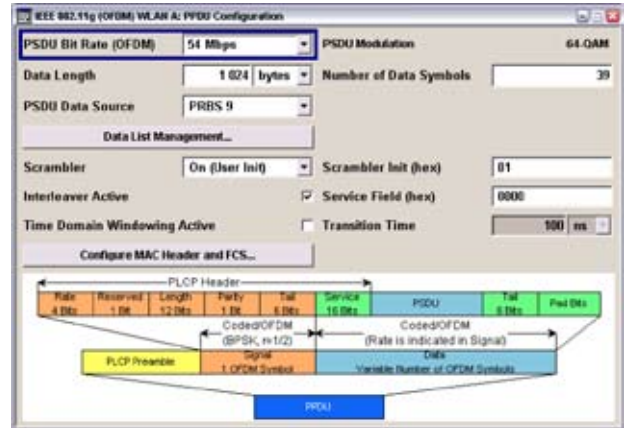 IEEE 802.11g (OFDM) WLAN A: PPDU Configuration
PSDU Bit Rate (OFDM) 54 Mbps PSDU Modulation 64-QAM
Data Length 1 024 bytes Number of Data Symbols 39
PSDU Data Source PRBS 9
Data List Management...
Scrambler On (User Init) Scrambler Init (hex) 01
Interleaver Active Service Field (hex) 0000
Time Domain Windowing Active Transition Time 100 ns
Configure MAC Header and FCS...
PLCP Header
Rate Reserved Length Parity Tail Service PSDU Tail Pad Bits
4 Bits 1 Bit 12 Bits 1 Bit 6 Bits 16 Bits 6 Bits
Coded/OFDM Coded/OFDM
(BPSK, r=1/2) (Rate is indicated in Signal)
PLCP Preamble Signal Data
1 OFDM Symbol Variable Number of OFDM Symbols
PPDU